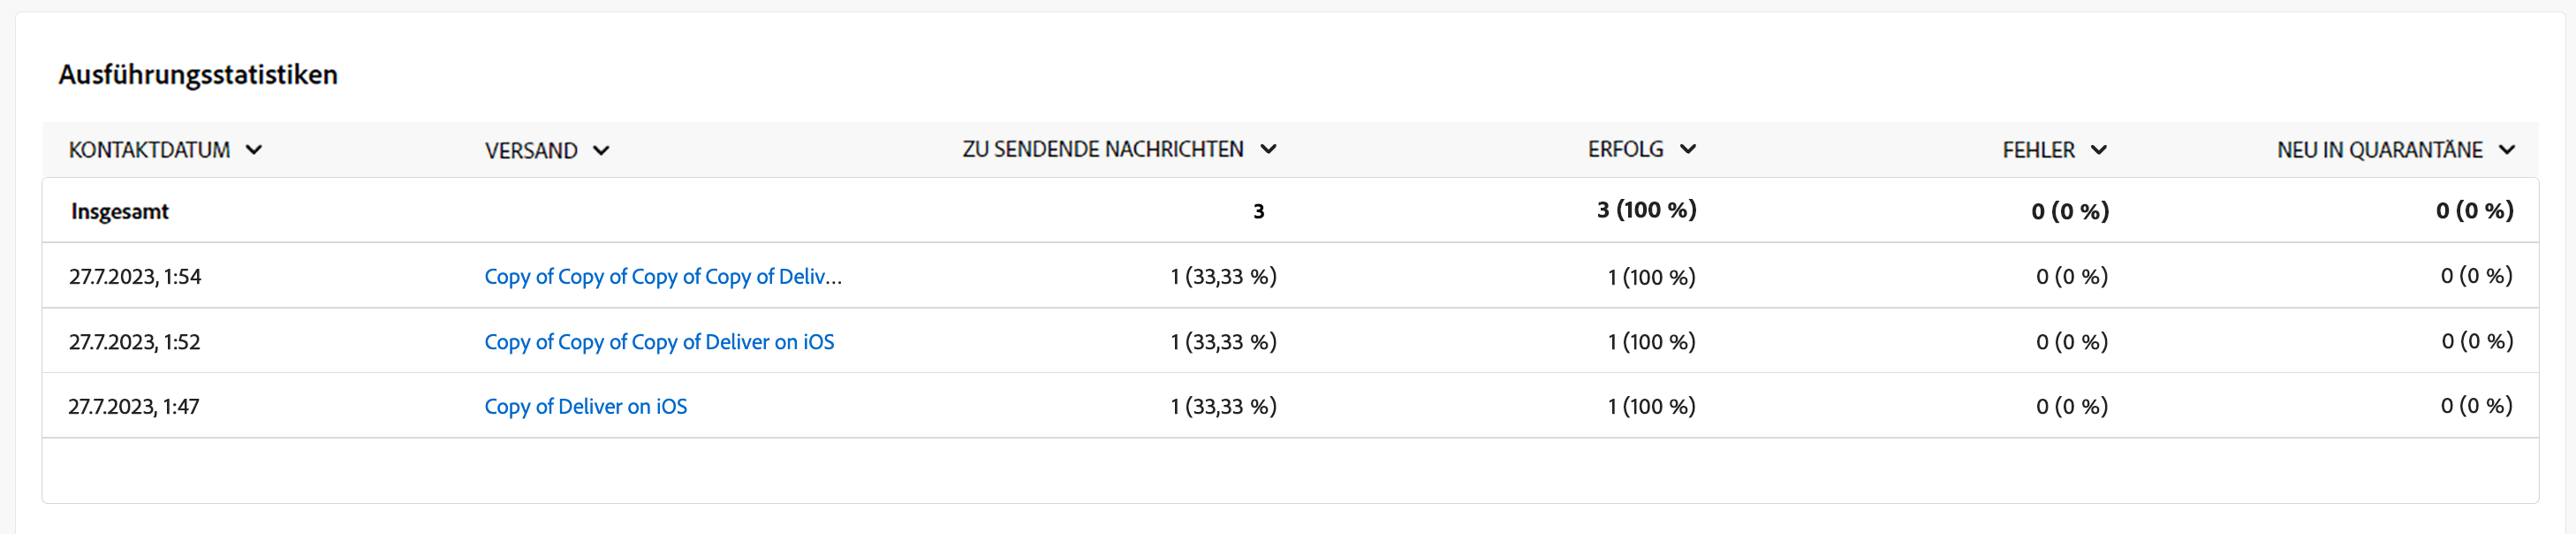 Ausführungsstatistiken
KONTAKTDATUM VERSAND ZU SENDENDE NACHRICHTEN ERFOLG FEHLER NEU IN QUARANTÄNE
Insgesamt 3 3 (100 %) 0 (0 %) 0 (0 %)
27.7.2023, 1:54 Copy of Copy of Copy of Copy of Deliv... 1 (33,33 %) 1 (100 %) 0 (0 %) 0 (0 %)
27.7.2023, 1:52 Copy of Copy of Copy of Deliver on iOS 1 (33,33 %) 1 (100 %) 0 (0 %) 0 (0 %)
27.7.2023, 1:47 Copy of Deliver on iOS 1 (33,33 %) 1 (100 %) 0 (0 %) 0 (0 %)